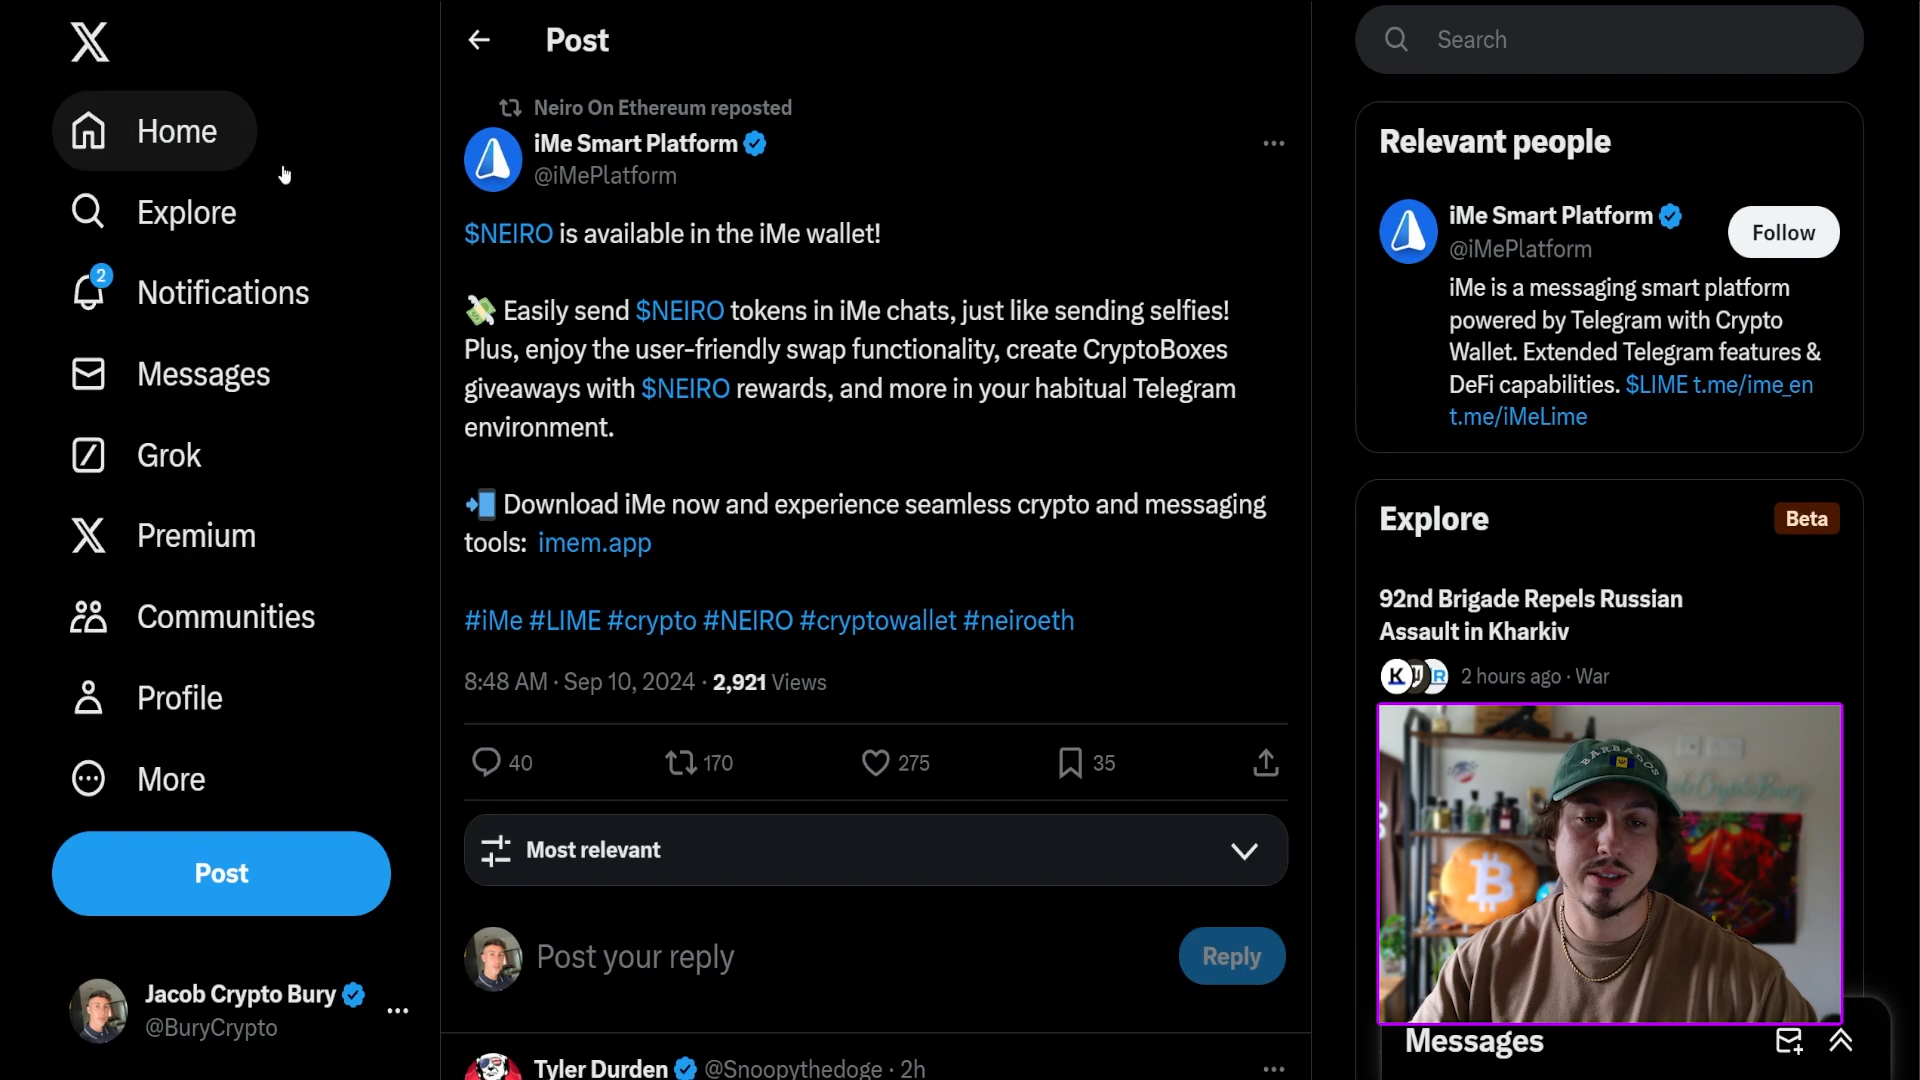 Home
Explore
2
Notifications
Messages
Grok
Premium
Communities
Profile
More
Post
Jacob Crypto Bury
@BuryCrypto
Post
Neiro On Ethereum reposted
iMe Smart Platform
@iMePlatform
$NEIRO is available in the iMe wallet!
Easily send $NEIRO tokens in iMe chats, just like sending selfies!
Plus, enjoy the user-friendly swap functionality, create CryptoBoxes
giveaways with $NEIRO rewards, and more in your habitual Telegram
environment.
Download iMe now and experience seamless crypto and messaging
tools: imem.app
#iMe #LIME #crypto #NEIRO #cryptowallet #neiroeth
8:48 AM · Sep 10, 2024 · 2,921 Views
40 170 275 35
Most relevant
Post your reply
Reply
Tyler Durden @Snoopythedoge · 2h
Search
Relevant people
iMe Smart Platform
@iMePlatform
Follow
iMe is a messaging smart platform
powered by Telegram with Crypto
Wallet. Extended Telegram features &
DeFi capabilities. $LIME t.me/ime_en
t.me/iMeLime
Explore
Beta
92nd Brigade Repels Russian
Assault in Kharkiv
2 hours ago · War
BARBADOS
Messages